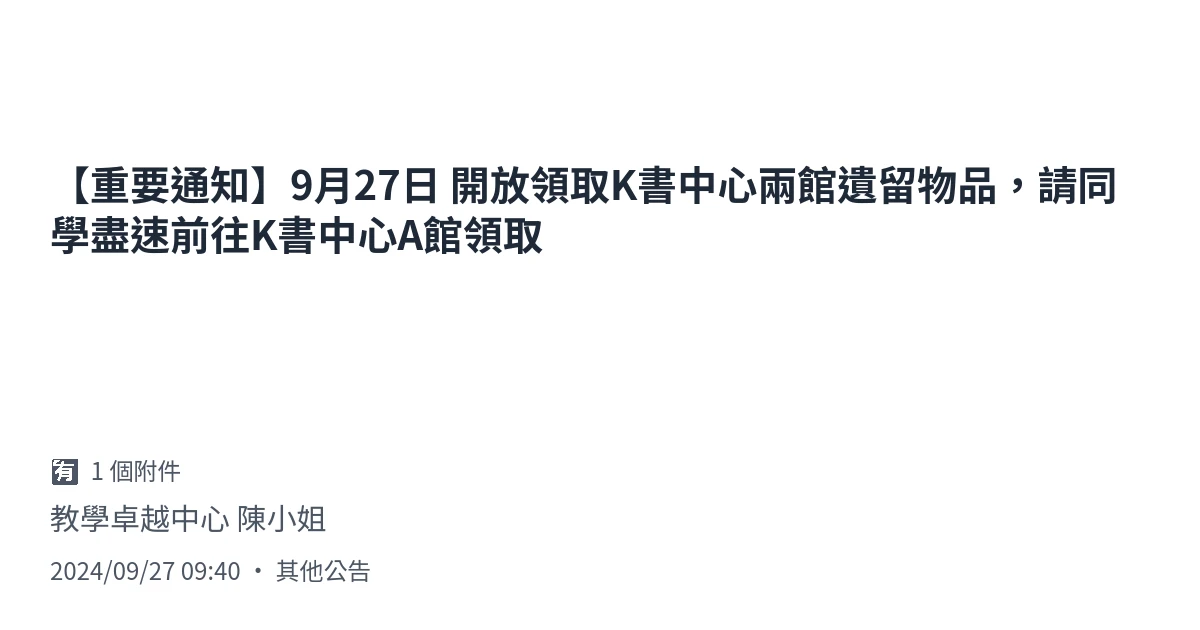 【重要通知】9月27日 開放領取K書中心兩館遺留物品，請同
學盡速前往K書中心A館領取
有 1 個附件
教學卓越中心 陳小姐
2024/09/27 09:40 • 其他公告